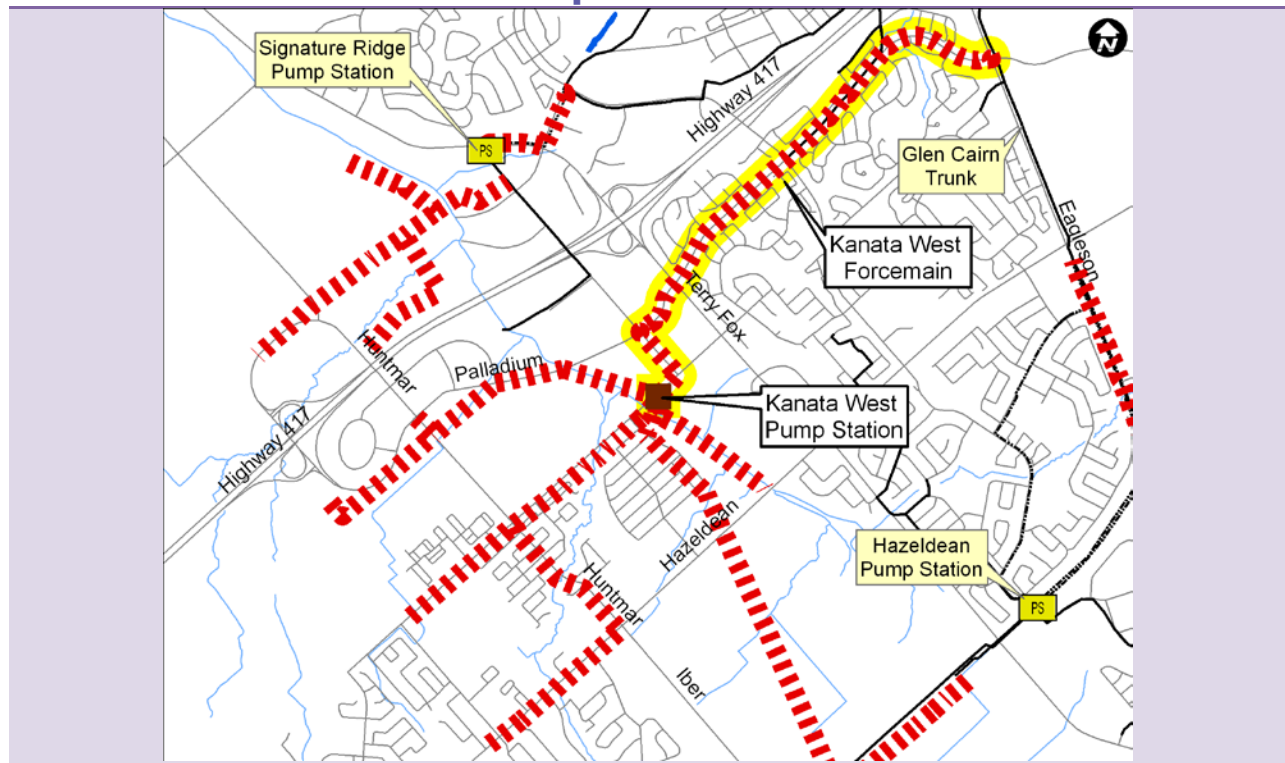 Signature Ridge
Pump Station
N
Highway 417
PS
Glen Cairn
Trunk
Eagleson
Kanata West
Forcemain
Terry Fox
Huntmar
Palladium
Kanata West
Pump Station
Highway 417
Hazeldean
Hazeldean
Pump Station
Huntmar
PS
Iber